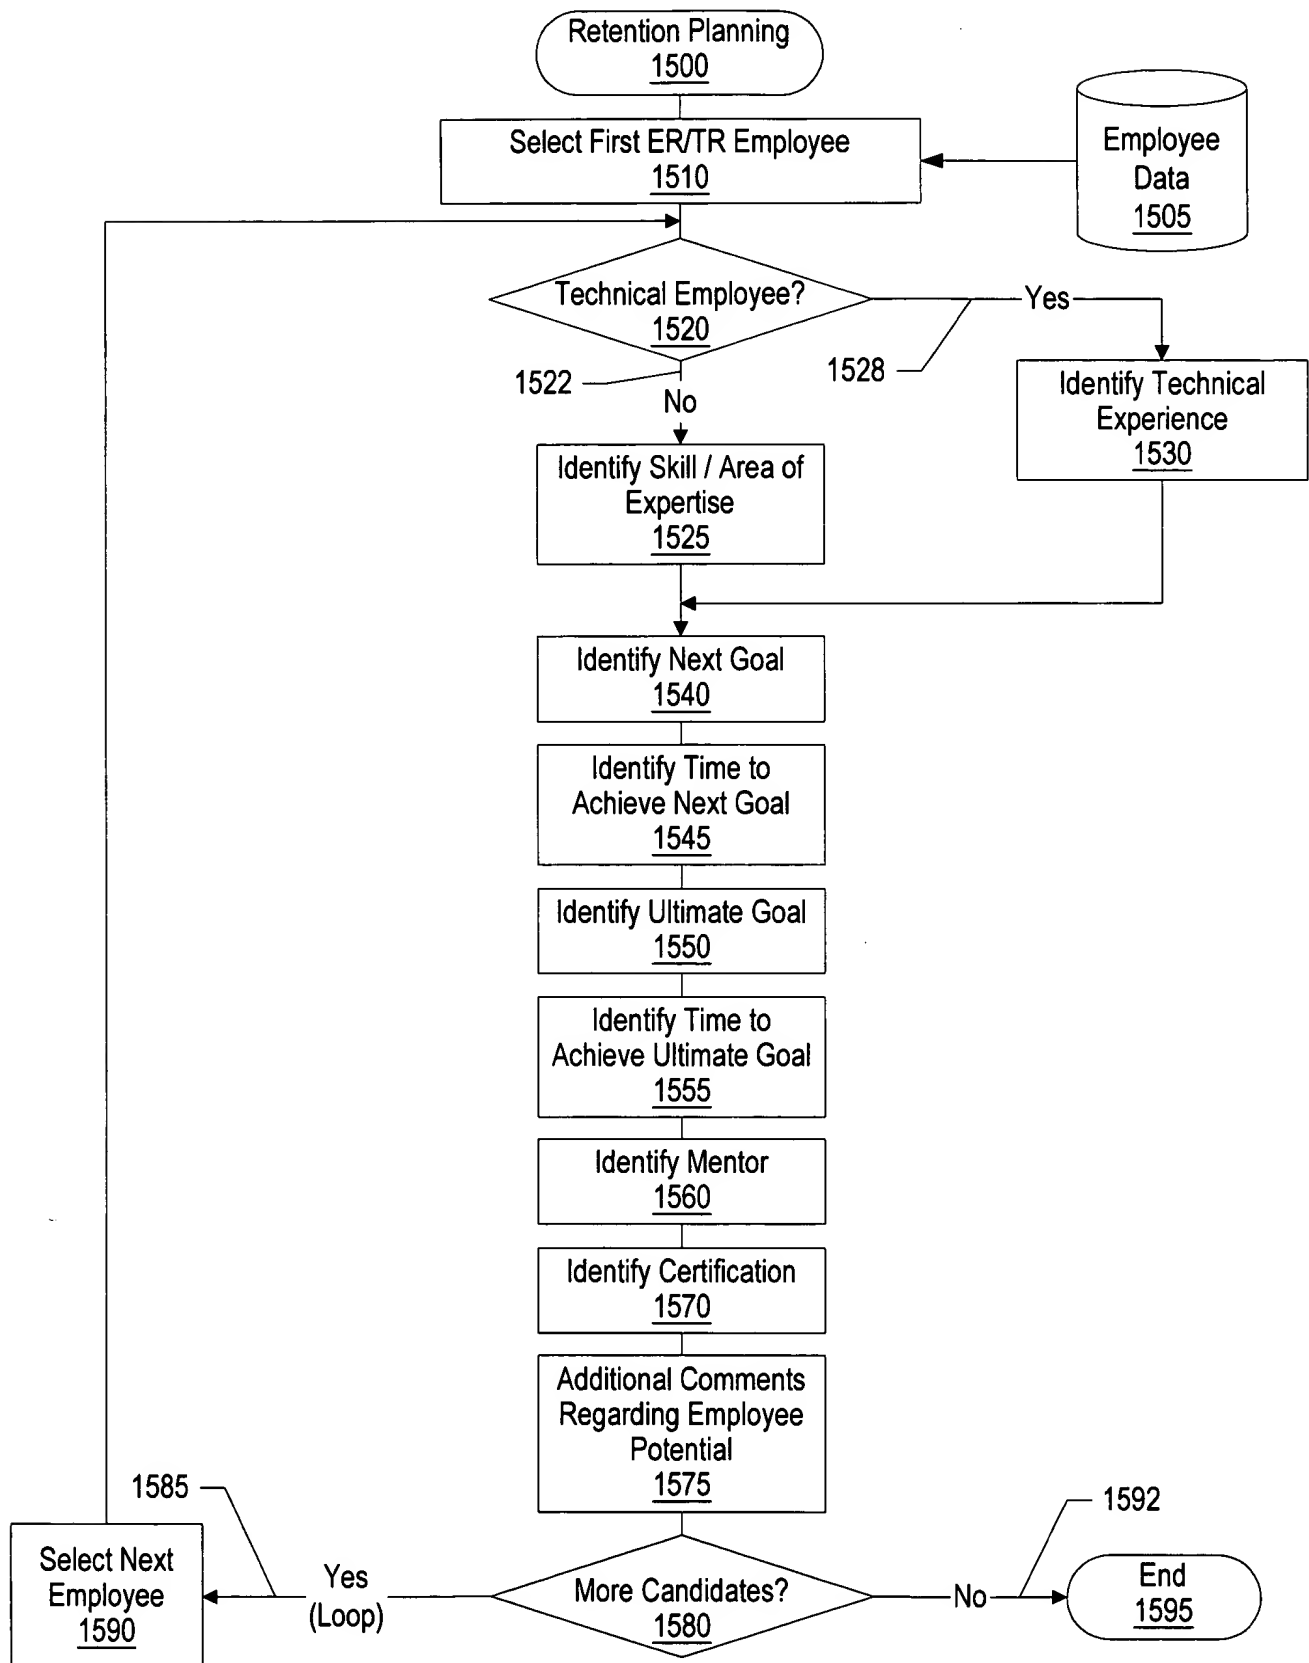 Retention Planning
1500
Select First ER/TR Employee
1510
Employee
Data
1505
Technical Employee?
1520
Yes
1528
1522
No
Identify Technical
Experience
1530
Identify Skill / Area of
Expertise
1525
Identify Next Goal
1540
Identify Time to
Achieve Next Goal
1545
Identify Ultimate Goal
1550
Identify Time to
Achieve Ultimate Goal
1555
Identify Mentor
1560
Identify Certification
1570
Additional Comments
Regarding Employee
Potential
1575
1585
1592
Select Next
Employee
1590
Yes
(Loop)
More Candidates?
1580
No
End
1595